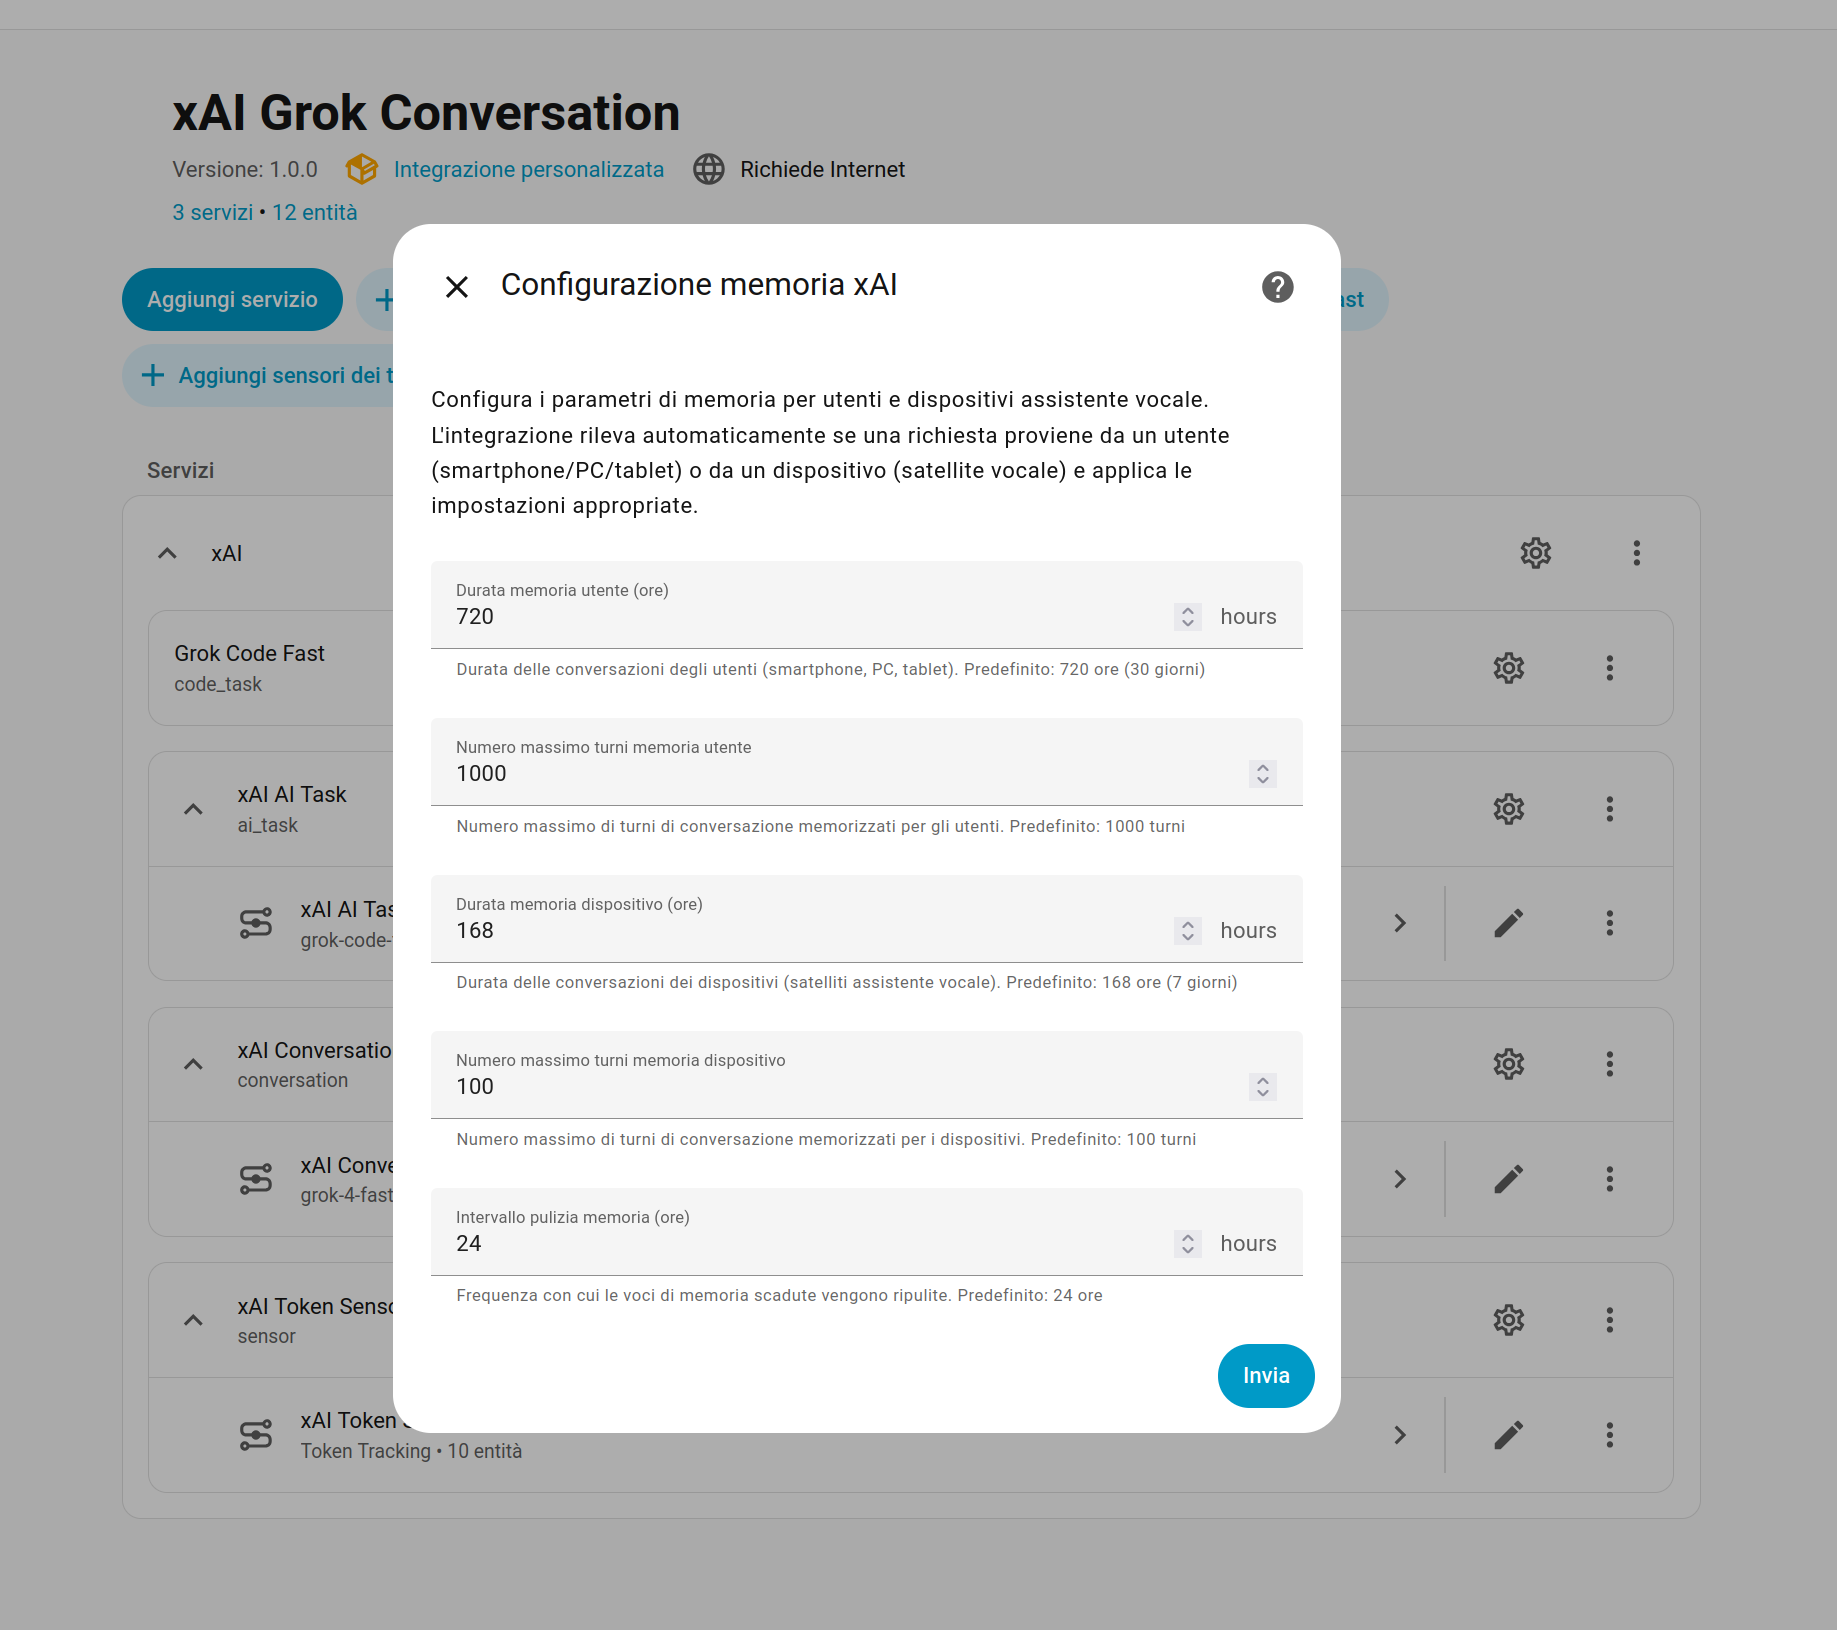 xAI Grok Conversation
Versione: 1.0.0 Integrazione personalizzata Richiede Internet
3 servizi • 12 entità
Aggiungi servizio
Aggiungi sensori dei
Servizi
xAI
Grok Code Fast
code_task
xAI AI Task
ai_task
xAI AI
xAI
conversation
xAI
grok-4-fast
xAI Token
sensor
xAI Token
Token Tracking • 10 entità
Configurazione memoria xAI
Configura i parametri di memoria per utenti e dispositivi assistente vocale.
L'integrazione rileva automaticamente se una richiesta proviene da un utente
(smartphone/PC/tablet) o da un dispositivo (satellite vocale) e applica le
impostazioni appropriate.
Durata memoria utente (ore)
720 hours
Durata delle conversazioni degli utenti (smartphone, PC, tablet). Predefinito: 720 ore (30 giorni)
Numero massimo turni memoria utente
1000
Numero massimo di turni di conversazione memorizzati per gli utenti. Predefinito: 1000 turni
Durata memoria dispositivo (ore)
168 hours
Durata delle conversazioni dei dispositivi (satelliti assistente vocale). Predefinito: 168 ore (7 giorni)
Numero massimo turni memoria dispositivo
100
Numero massimo di turni di conversazione memorizzati per i dispositivi. Predefinito: 100 turni
Intervallo pulizia memoria (ore)
24 hours
Frequenza con cui le voci di memoria scadute vengono ripulite. Predefinito: 24 ore
Invia